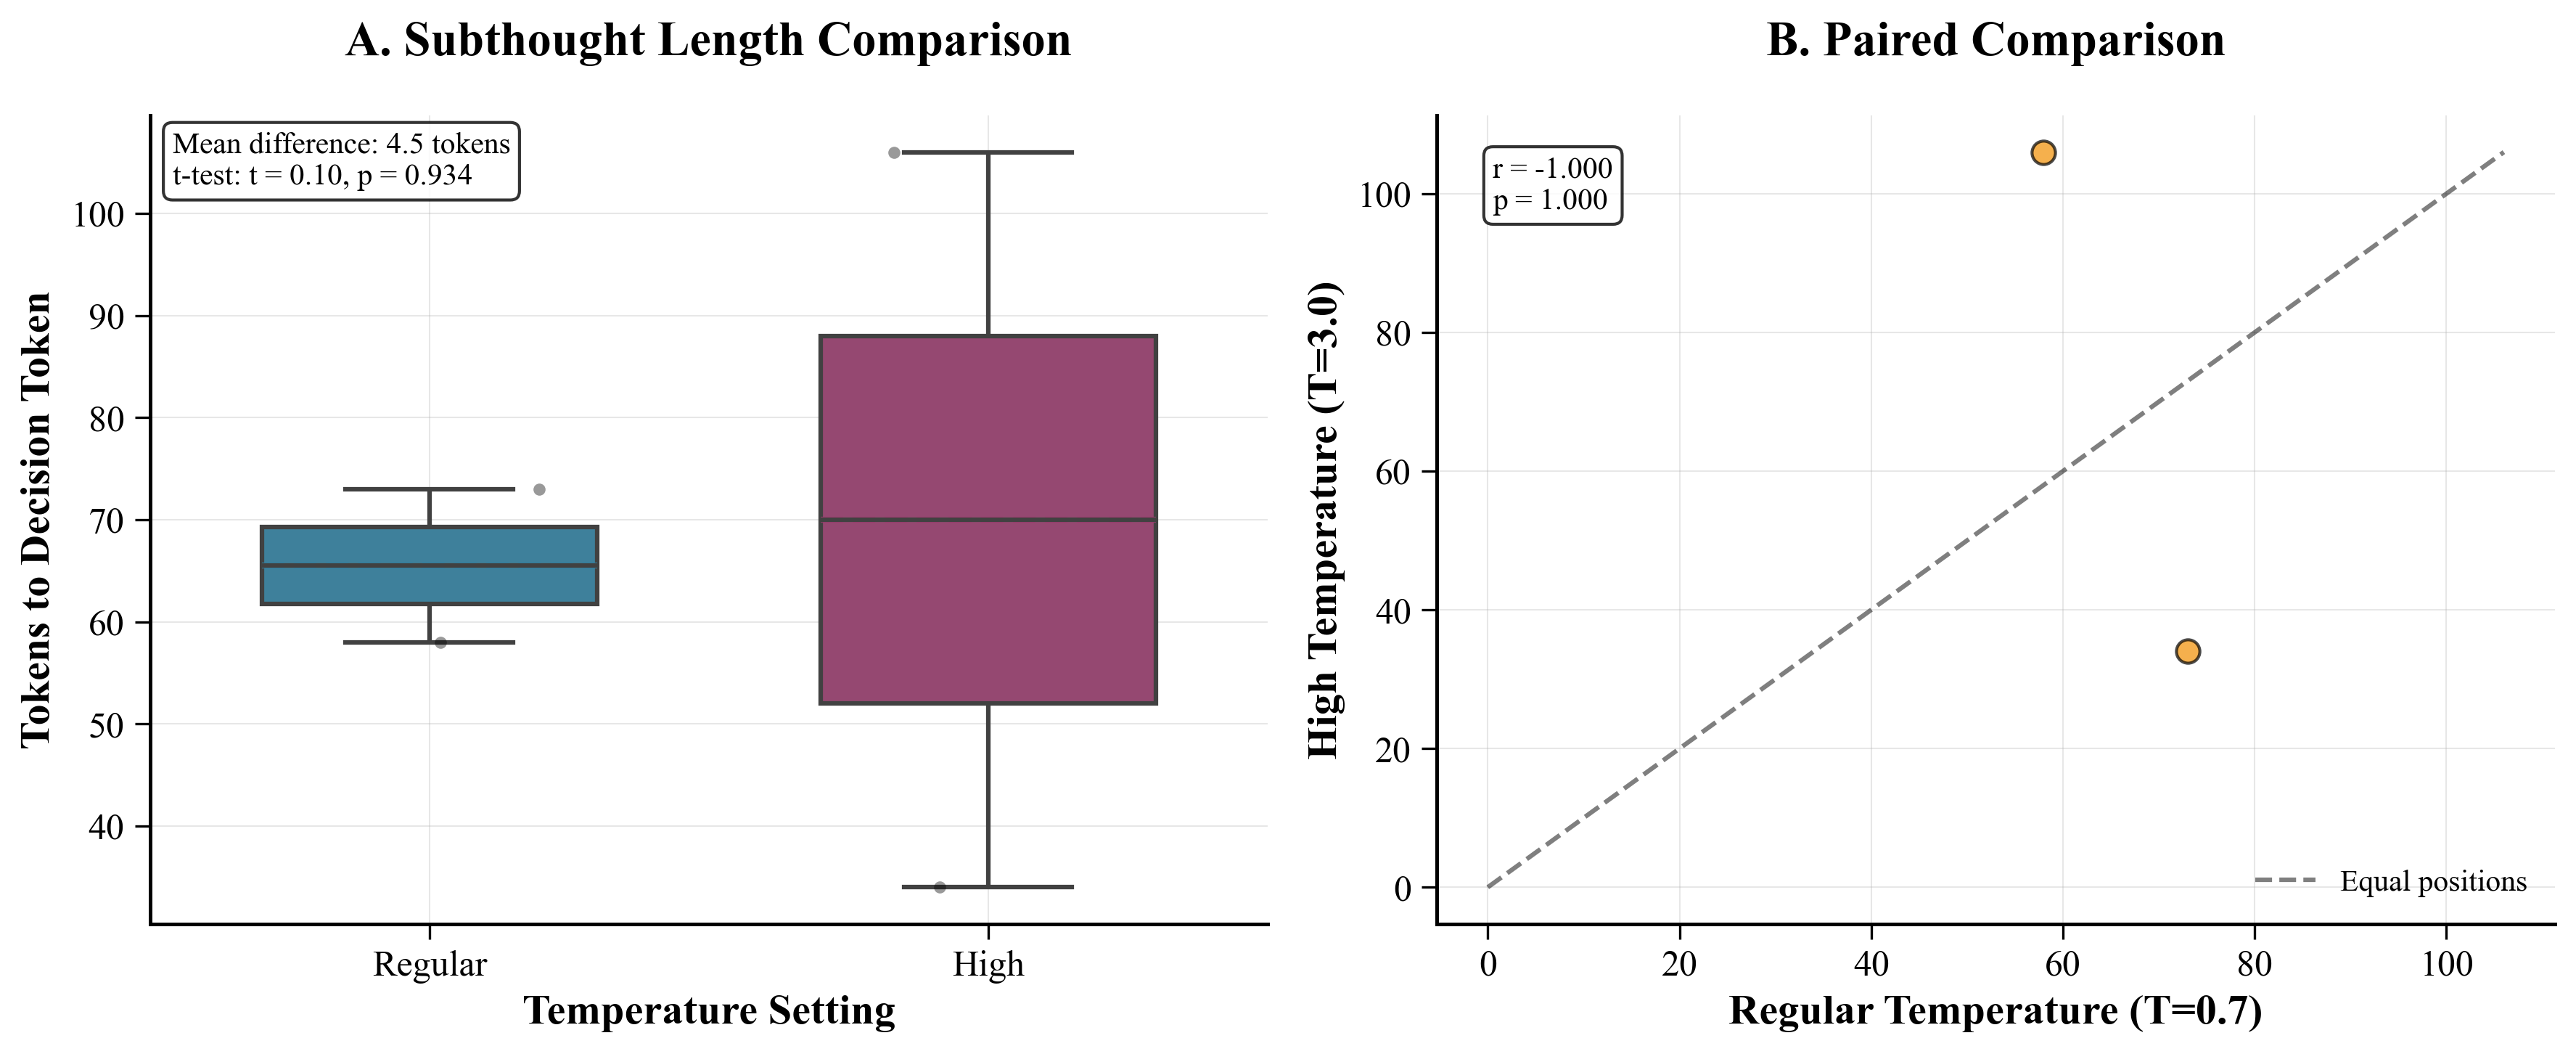 A. Subthought Length Comparison
Mean difference: 4.5 tokens
t-test: t = 0.10, p = 0.934
Tokens to Decision Token
100
90
80
70
60
50
40
Regular
High
Temperature Setting
B. Paired Comparison
r = -1.000
p = 1.000
High Temperature (T=3.0)
100
80
60
40
20
0
Equal positions
0
20
40
60
80
100
Regular Temperature (T=0.7)